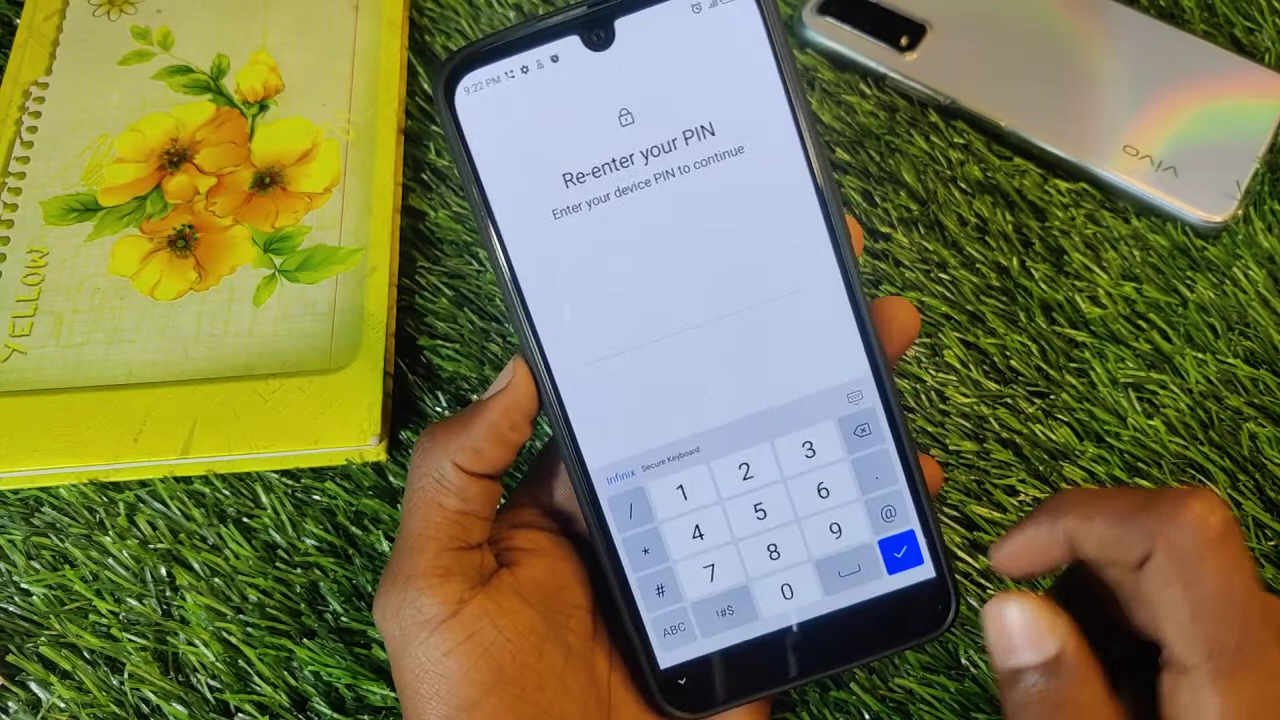 9:22 PM
Re-enter your PIN
Enter your device PIN to continue
Infinix Secure Keyboard
/ 1 2 3
* 4 5 6 .
# 7 8 9 @
ABC !#$ 0
YELLOW
vivo